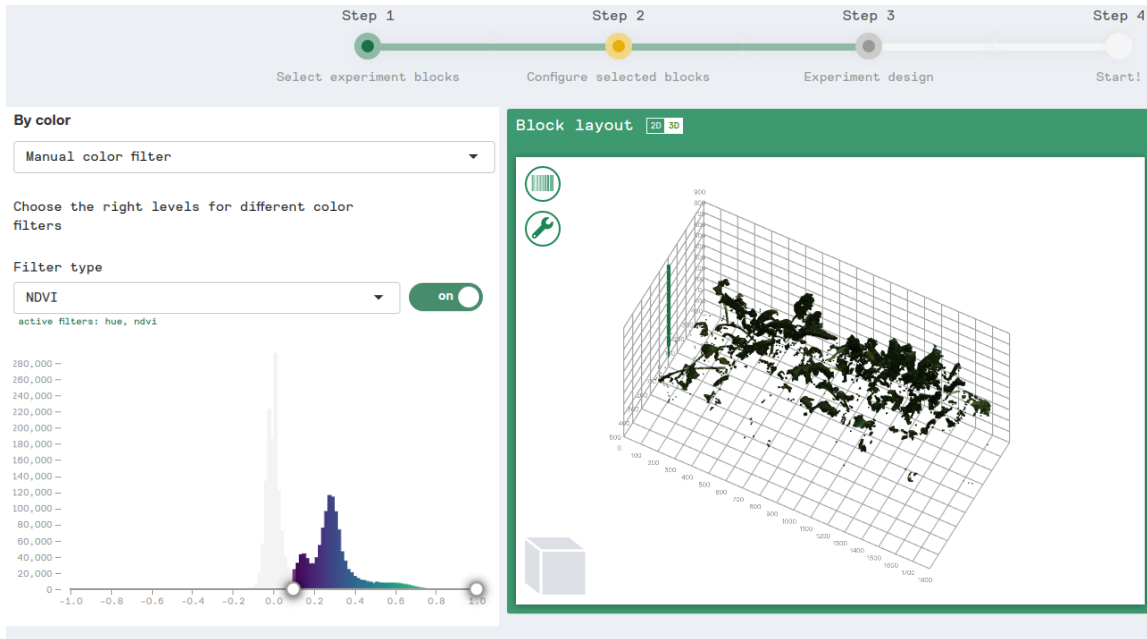 Step 1
Step 2
Step 3
Step 4
Select experiment blocks
Configure selected blocks
Experiment design
Start!
By color
Manual color filter
Choose the right levels for different color
filters
Filter type
NDVI
on
active filters: hue, ndvi
280,000
260,000
240,000
220,000
200,000
180,000
160,000
140,000
120,000
100,000
80,000
60,000
40,000
20,000
0
-1.0 -0.8 -0.6 -0.4 -0.2 0.0 0.2 0.4 0.6 0.8 1.0
Block layout 2D 3D
900
0
100
200
300
400
500
600
700
800
900
1000
1100
1200
1300
1400
1500
1600
1800